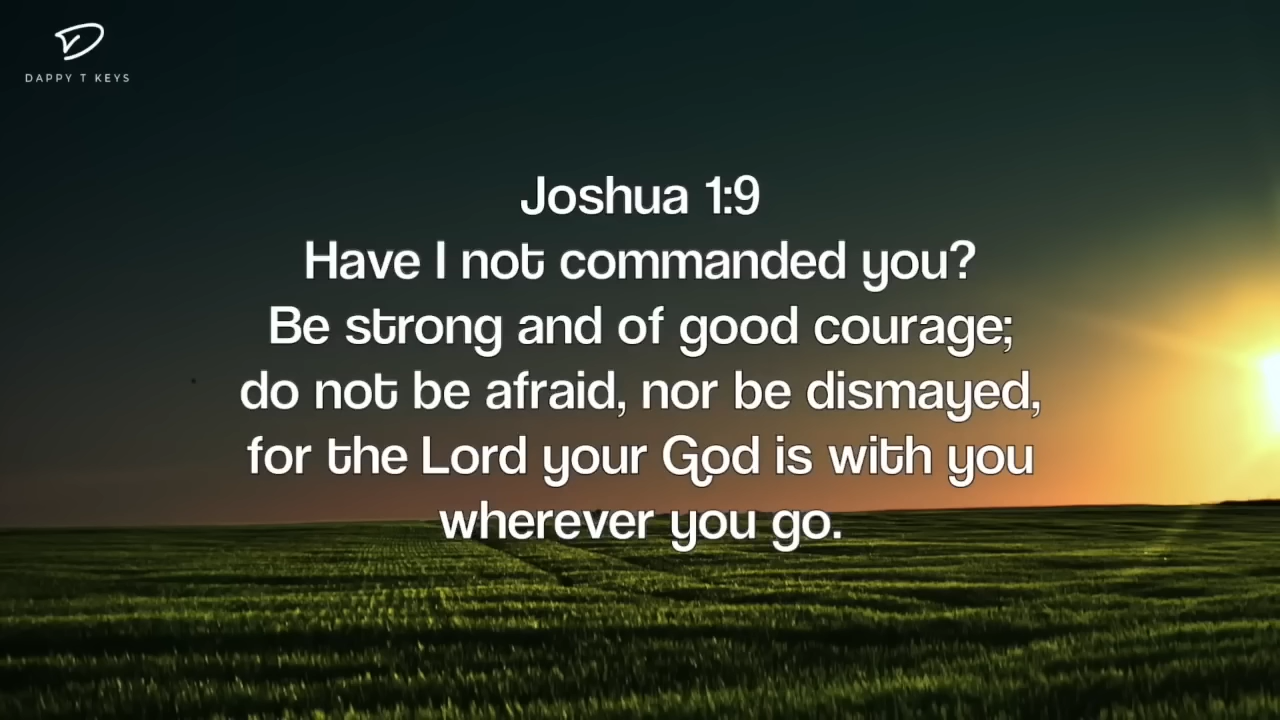 DAPPY T KEYS
Joshua 1:9
Have I not commanded you?
Be strong and of good courage;
do not be afraid, nor be dismayed,
for the Lord your God is with you
wherever you go.